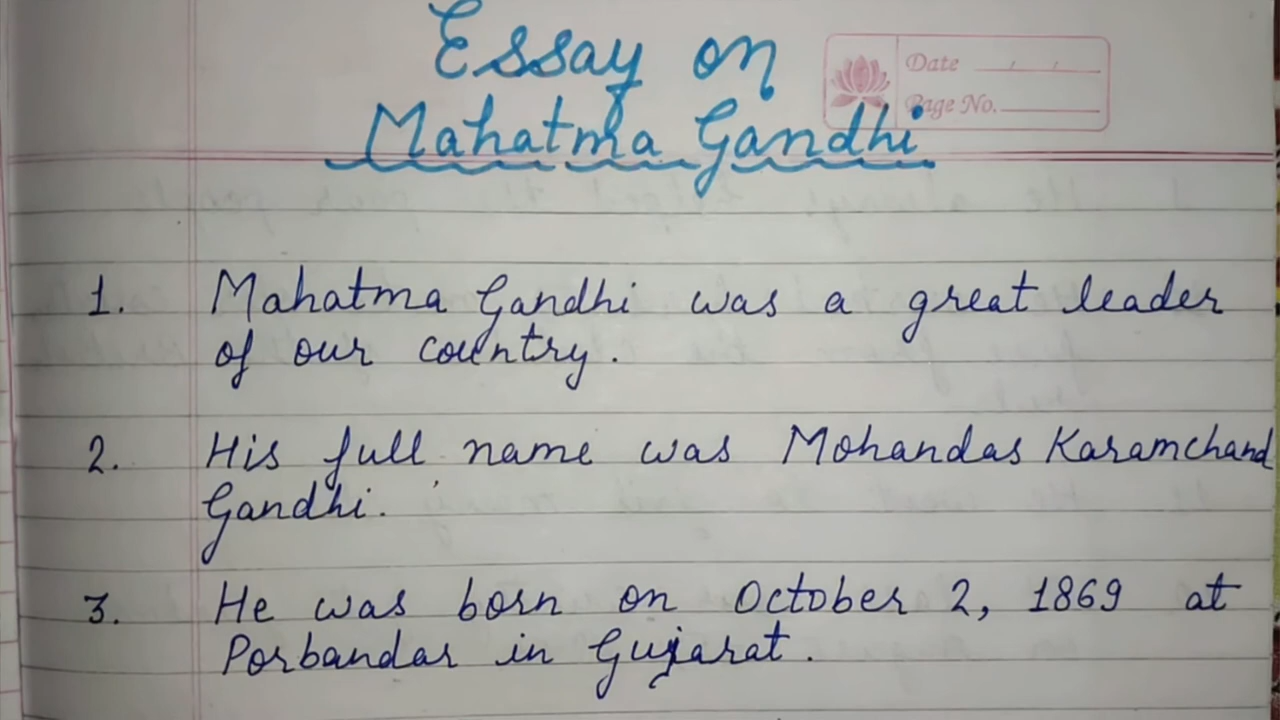 Essay on
Mahatma Gandhi
Date
Page No.
1. Mahatma Gandhi was a great leader
of our country.
2. His full name was Mohandas Karamchand
Gandhi.
3. He was born on October 2, 1869 at
Porbandar in Gujarat.